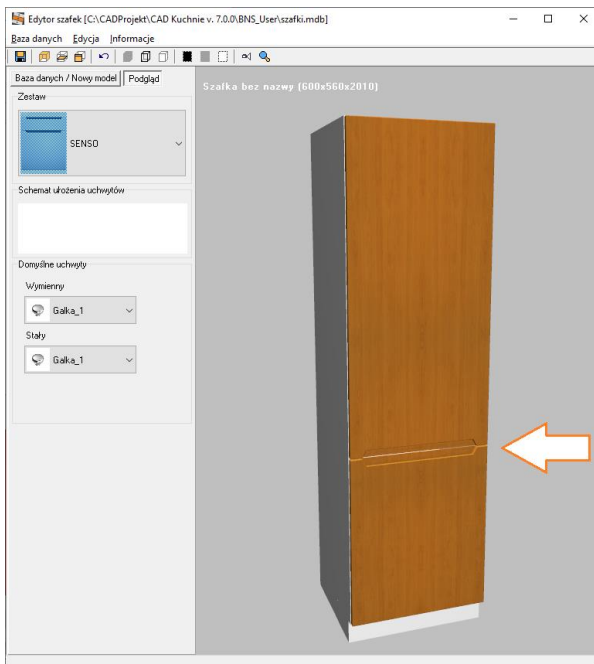 Edytor szafek [C:\CADProjekt\CAD Kuchnie v. 7.0.0\BNS_User\szafki.mdb]
Baza danych Edycja Informacje
Baza danych / Nowy model Podgląd
Szafka bez nazwy (600x560x2010)
Zestaw
SENSO
Schemat ułożenia uchwytów
Domyślne uchwyty
Wymienny
Gałka_1
Stały
Gałka_1